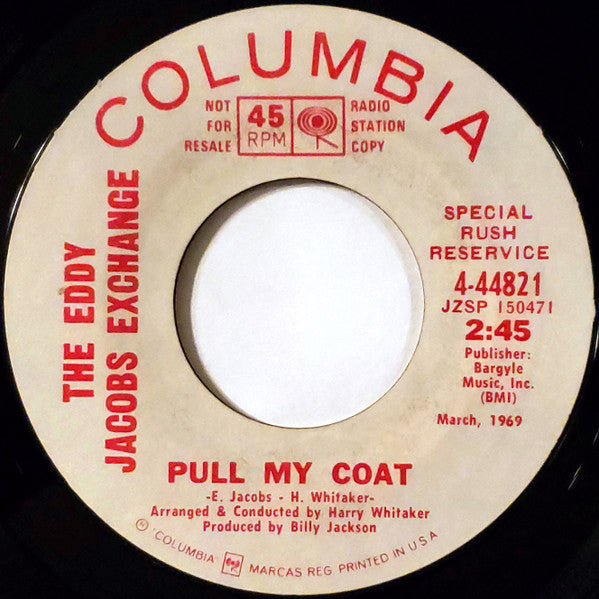 COLUMBIA
NOT
FOR
RESALE
45
RPM
RADIO
STATION
COPY
THE EDDY
JACOBS EXCHANGE
SPECIAL
RUSH
RESERVICE
4-44821
JZSP 150471
2:45
Publisher:
Bargyle
Music, Inc.
(BMI)
March, 1969
PULL MY COAT
-E. Jacobs - H. Whitaker-
Arranged & Conducted by Harry Whitaker
Produced by Billy Jackson
"COLUMBIA" MARCAS REG. PRINTED IN U.S.A